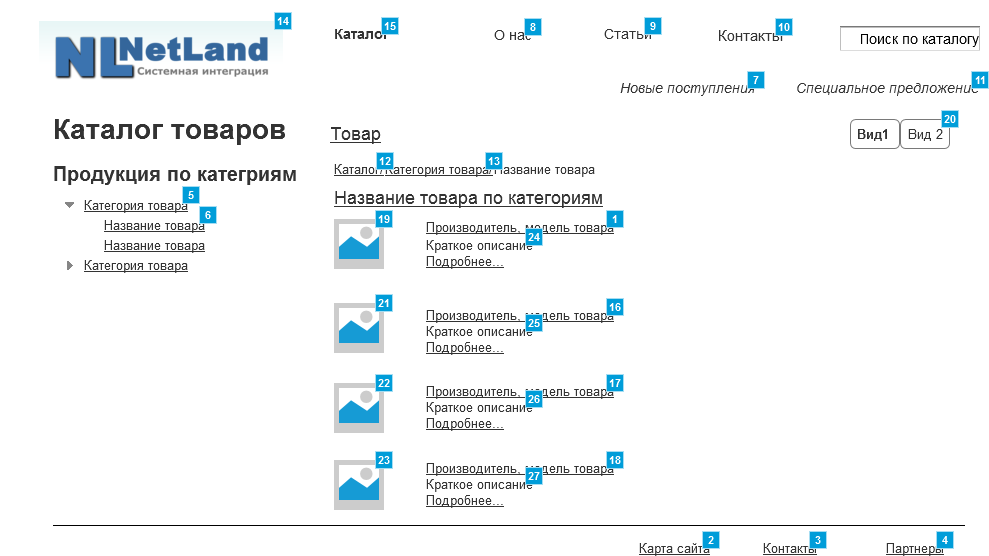 14
NLNetLand
Системная интеграция
Каталог 15
О нас 8
Статьи 9
Контакты 10
Поиск по каталогу
Новые поступления 7
Специальное предложение 11
Каталог товаров
Товар
Вид1
Вид 2 20
Продукция по категриям
Категория товара 5
Название товара 6
Название товара
Категория товара
Каталог/ 12 Категория товара/ 13 Название товара
Название товара по категориям
19
Производитель, модель товара 1
Краткое описание 24
Подробнее...
21
Производитель, модель товара 16
Краткое описание 25
Подробнее...
22
Производитель, модель товара 17
Краткое описание 26
Подробнее...
23
Производитель, модель товара 18
Краткое описание 27
Подробнее...
Карта сайта 2
Контакты 3
Партнеры 4